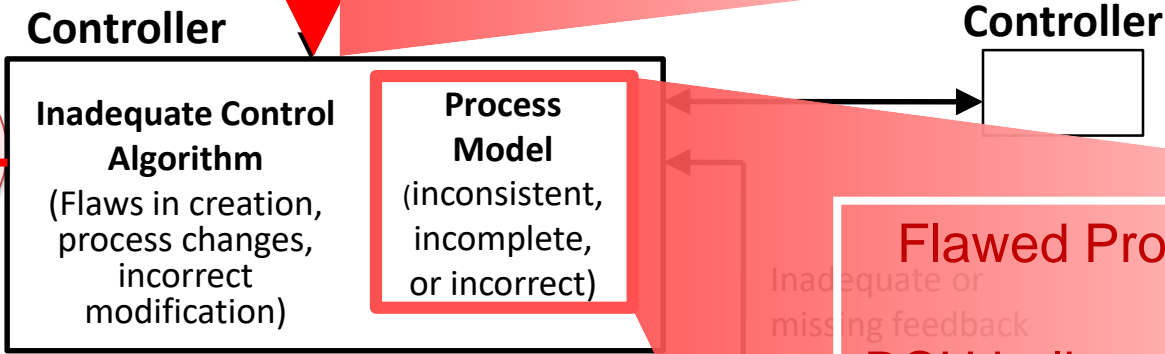 Controller
Controller
Inadequate Control
Algorithm
(Flaws in creation,
process changes,
incorrect
modification)
Process
Model
(inconsistent,
incomplete,
or incorrect)
Flawed Pro
Inadequate or
missing feedback